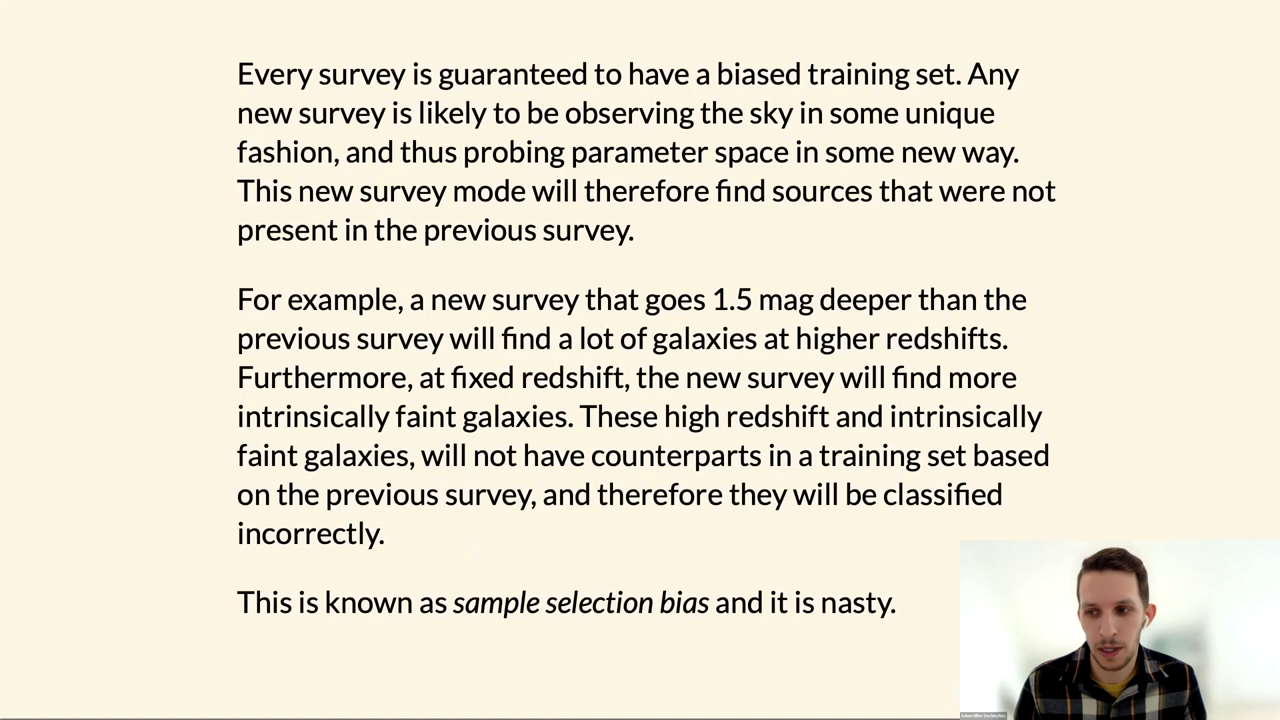 Every survey is guaranteed to have a biased training set. Any
new survey is likely to be observing the sky in some unique
fashion, and thus probing parameter space in some new way.
This new survey mode will therefore find sources that were not
present in the previous survey.
For example, a new survey that goes 1.5 mag deeper than the
previous survey will find a lot of galaxies at higher redshifts.
Furthermore, at fixed redshift, the new survey will find more
intrinsically faint galaxies. These high redshift and intrinsically
faint galaxies, will not have counterparts in a training set based
on the previous survey, and therefore they will be classified
incorrectly.
This is known as sample selection bias and it is nasty.